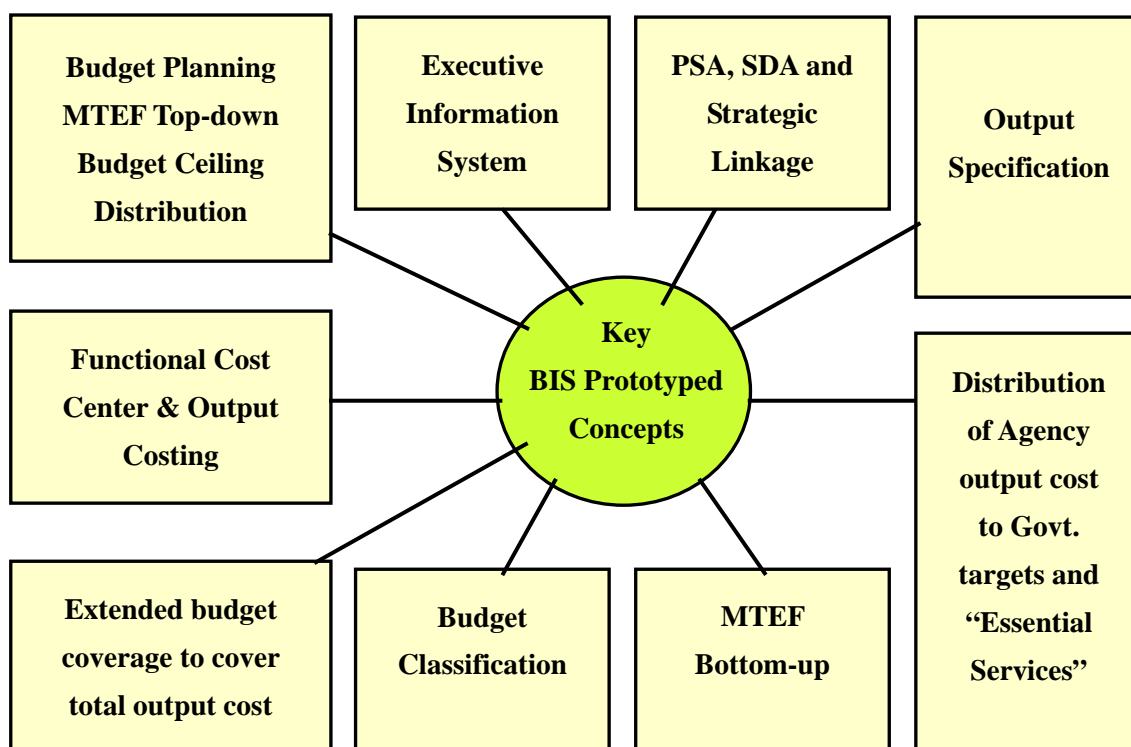 Budget Planning
MTEF Top-down
Budget Ceiling
Distribution
Executive
Information
System
PSA, SDA and
Strategic
Linkage
Output
Specification
Key
BIS Prototyped
Concepts
Functional Cost
Center & Output
Costing
Distribution
of Agency
output cost
to Govt.
targets and
“Essential
Services”
Extended budget
coverage to cover
total output cost
Budget
Classification
MTEF
Bottom-up